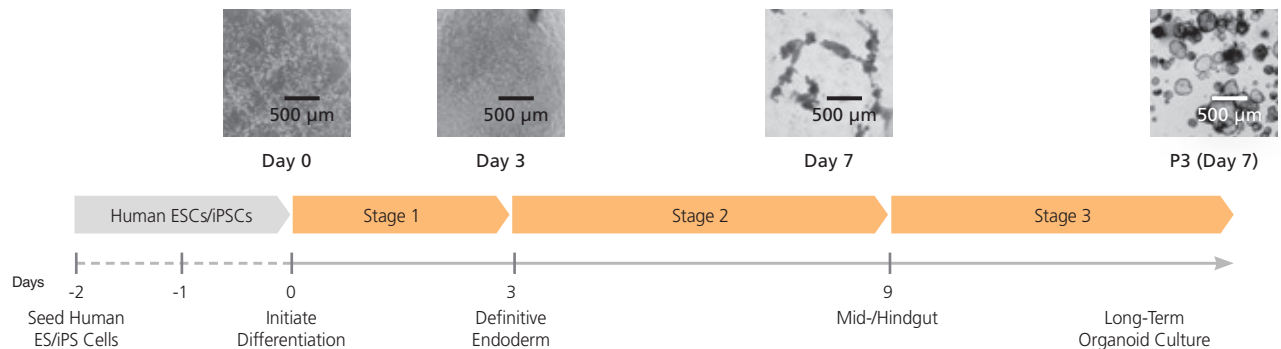 500 µm
500 µm
500 µm
500 µm
Day 0
Day 3
Day 7
P3 (Day 7)
Human ESCs/iPSCs
Stage 1
Stage 2
Stage 3
Days
-2
-1
0
3
9
Seed Human
ES/iPS Cells
Initiate
Differentiation
Definitive
Endoderm
Mid-/Hindgut
Long-Term
Organoid Culture